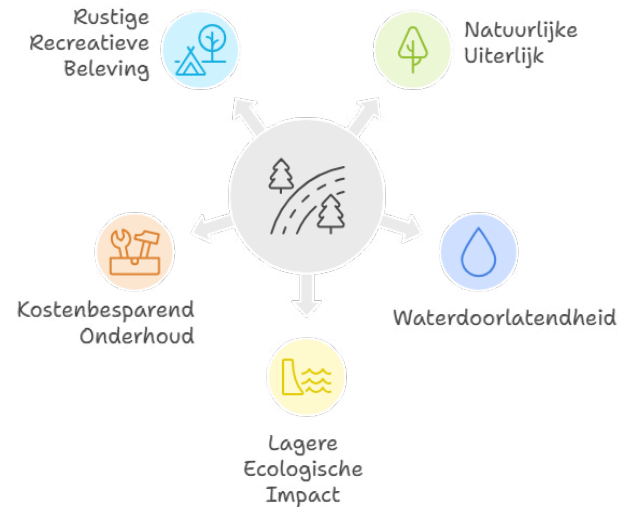 Rustige
Recreatieve
Beleving
Natuurlijke
Uiterlijk
Kostenbesparend
Onderhoud
Waterdoorlatendheid
Lagere
Ecologische
Impact